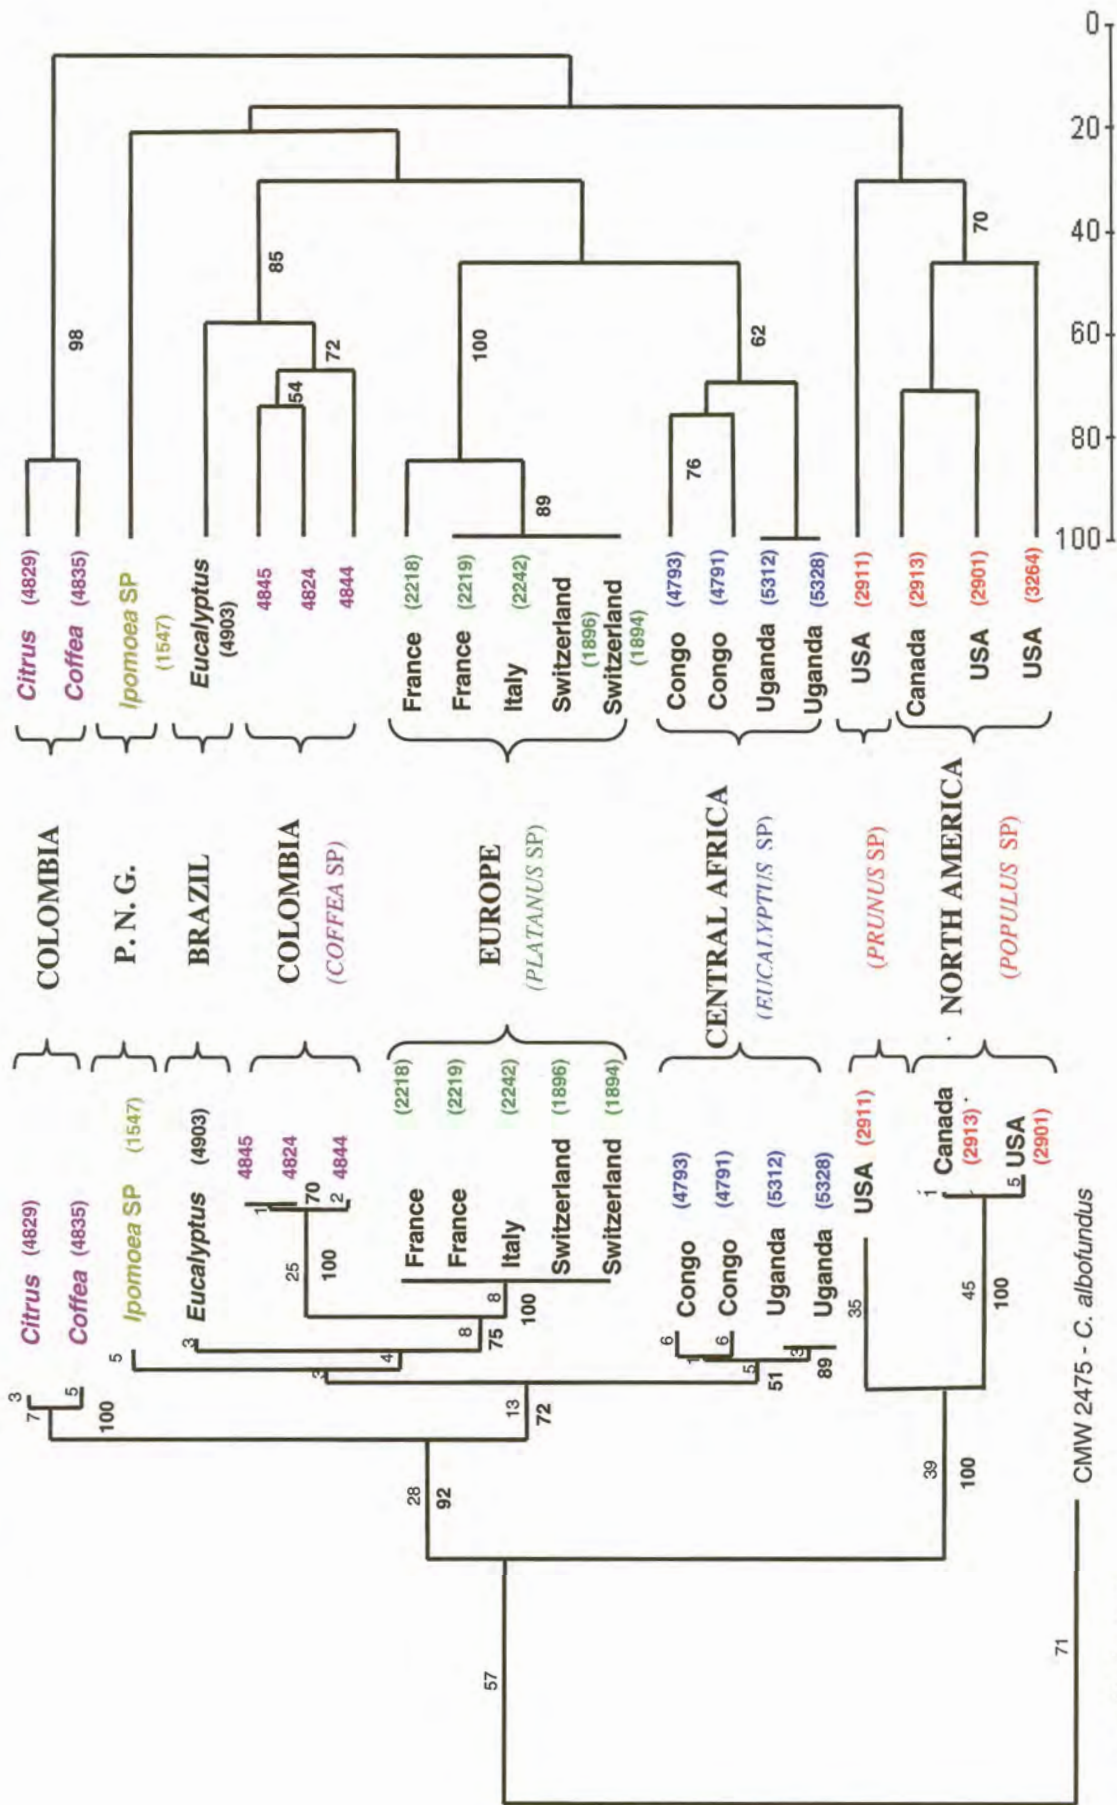 0
20
40
60
80
100
98
85
72
54
100
89
62
76
70
Citrus (4829)
Coffea (4835)
Ipomoea SP
(1547)
Eucalyptus
(4903)
4845
4824
4844
France (2218)
France (2219)
Italy (2242)
Switzerland
(1896)
Switzerland
(1894)
Congo (4793)
Congo (4791)
Uganda (5312)
Uganda (5328)
USA (2911)
Canada (2913)
USA (2901)
USA (3264)
COLOMBIA
P. N. G.
BRAZIL
COLOMBIA
(COFFEA SP)
EUROPE
(PLATANUS SP)
CENTRAL AFRICA
(EUCALYPTUS SP)
(PRUNUS SP)
NORTH AMERICA
(POPULUS SP)
Citrus (4829)
Coffea (4835)
Ipomoea SP (1547)
Eucalyptus (4903)
4845
4824
4844
France (2218)
France (2219)
Italy (2242)
Switzerland (1896)
Switzerland (1894)
Congo (4793)
Congo (4791)
Uganda (5312)
Uganda (5328)
USA (2911)
Canada
(2913)
USA
(2901)
3
7
5
100
5
3
1
70
2
25
100
8
100
8
75
4
3
13
72
6
1
6
5
51
3
89
28
92
35
1
5
45
100
39
100
57
71
CMW 2475 - C. albofundus